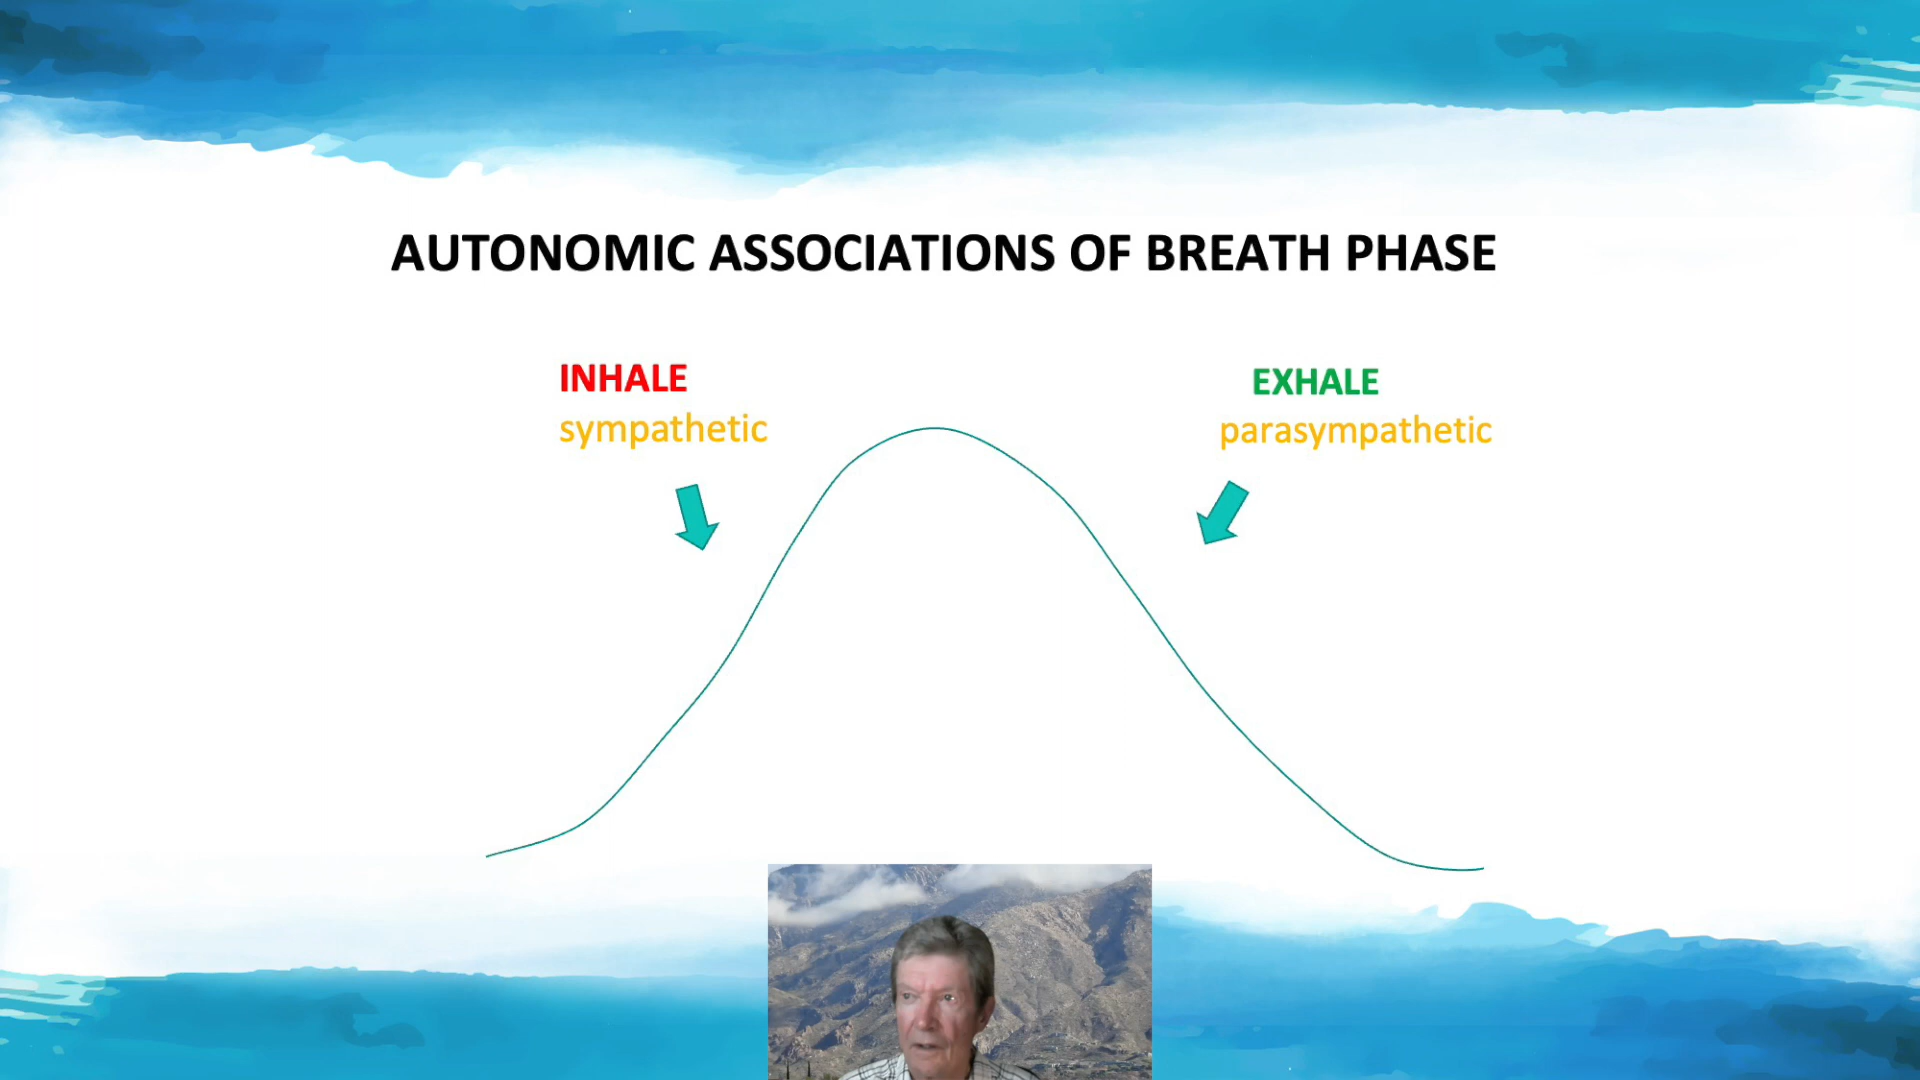 AUTONOMIC ASSOCIATIONS OF BREATH PHASE
INHALE
sympathetic
EXHALE
parasympathetic